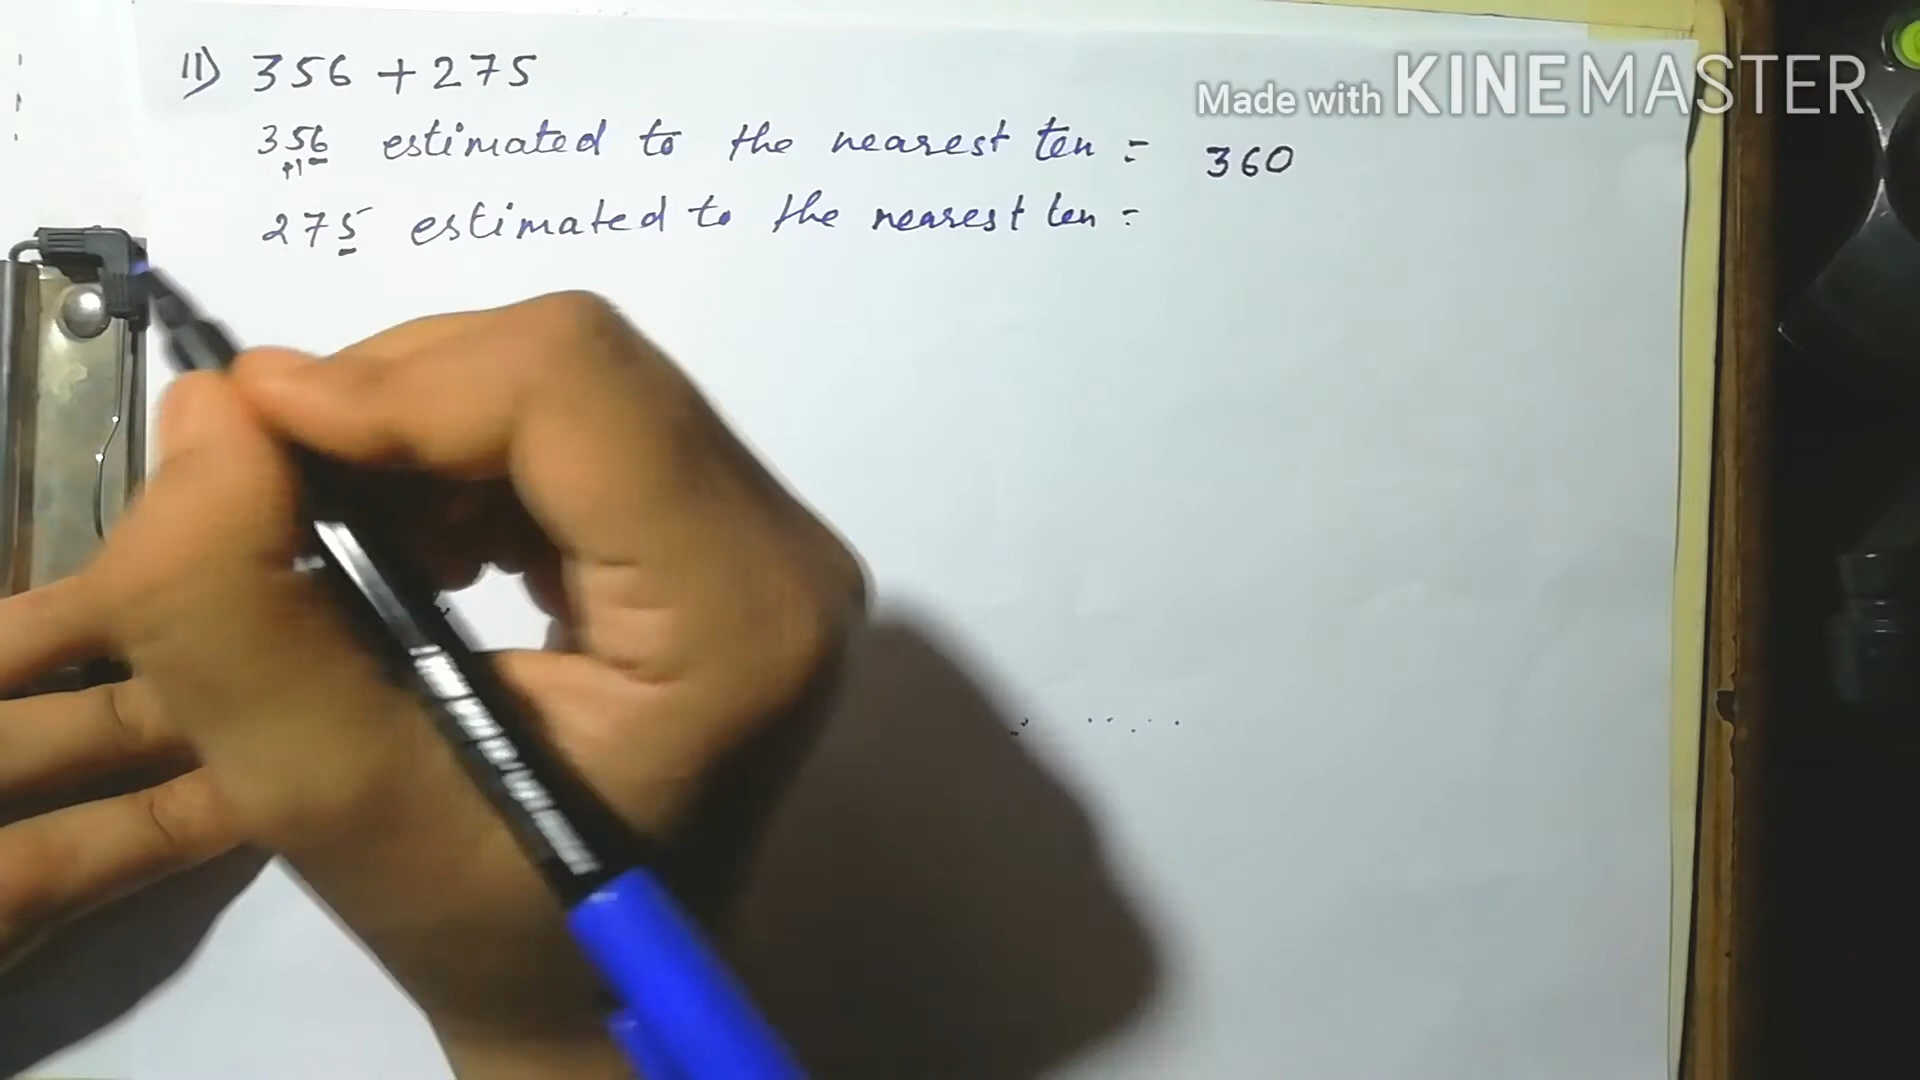 11) 356 + 275
Made with KINEMASTER
356 estimated to the nearest ten = 360
+1
275 estimated to the nearest ten =